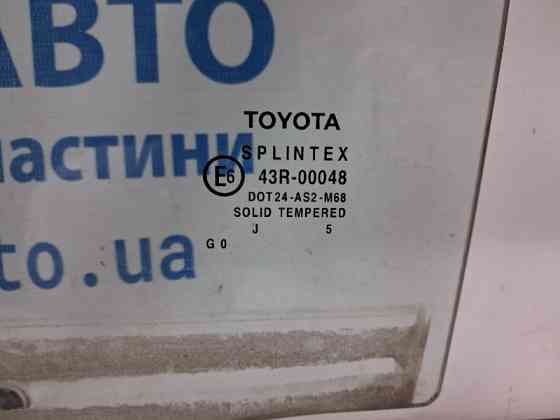 АВТО
TOYOTA
SPLINTEX
астини
E6 43R-00048
DOT24-AS2-M68
SOLID TEMPERED
J 5
G0
to.ua